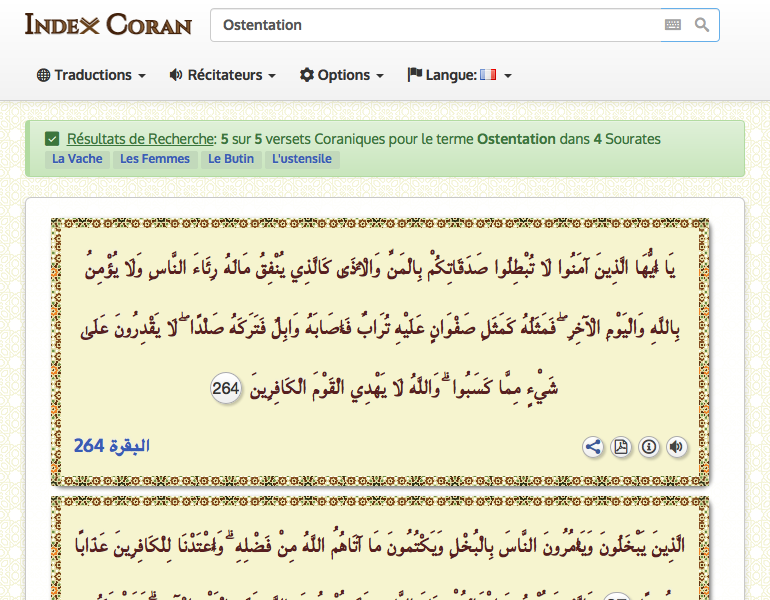 INDEX CORAN
Ostentation
Traductions
Récitateurs
Options
Langue:
Résultats de Recherche: 5 sur 5 versets Coraniques pour le terme Ostentation dans 4 Sourates
La Vache Les Femmes Le Butin L'ustensile
يَا أَيُّهَا الَّذِينَ آمَنُوا لَا تُبْطِلُوا صَدَقَاتِكُمْ بِالْمَنِّ وَالْأَذَىٰ كَالَّذِي يُنْفِقُ مَالَهُ رِئَاءَ النَّاسِ وَلَا يُؤْمِنُ
بِاللَّهِ وَالْيَوْمِ الْآخِرِ ۖ فَمَثَلُهُ كَمَثَلِ صَفْوَانٍ عَلَيْهِ تُرَابٌ فَأَصَابَهُ وَابِلٌ فَتَرَكَهُ صَلْدًا ۖ لَا يَقْدِرُونَ عَلَىٰ
شَيْءٍ مِمَّا كَسَبُوا ۗ وَاللَّهُ لَا يَهْدِي الْقَوْمَ الْكَافِرِينَ 264
البقرة 264
الَّذِينَ يَبْخَلُونَ وَيَأْمُرُونَ النَّاسَ بِالْبُخْلِ وَيَكْتُمُونَ مَا آتَاهُمُ اللَّهُ مِنْ فَضْلِهِ ۗ وَأَعْتَدْنَا لِلْكَافِرِينَ عَذَابًا